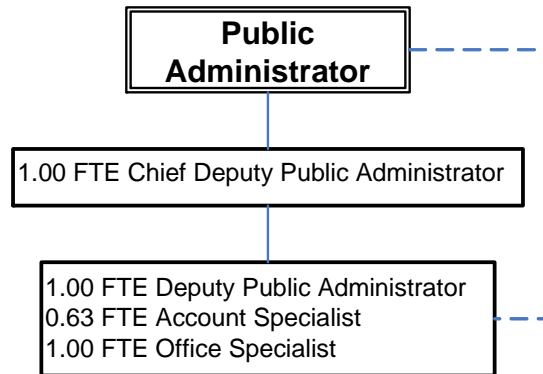 Public
Administrator
1.00 FTE Chief Deputy Public Administrator
1.00 FTE Deputy Public Administrator
0.63 FTE Account Specialist
1.00 FTE Office Specialist